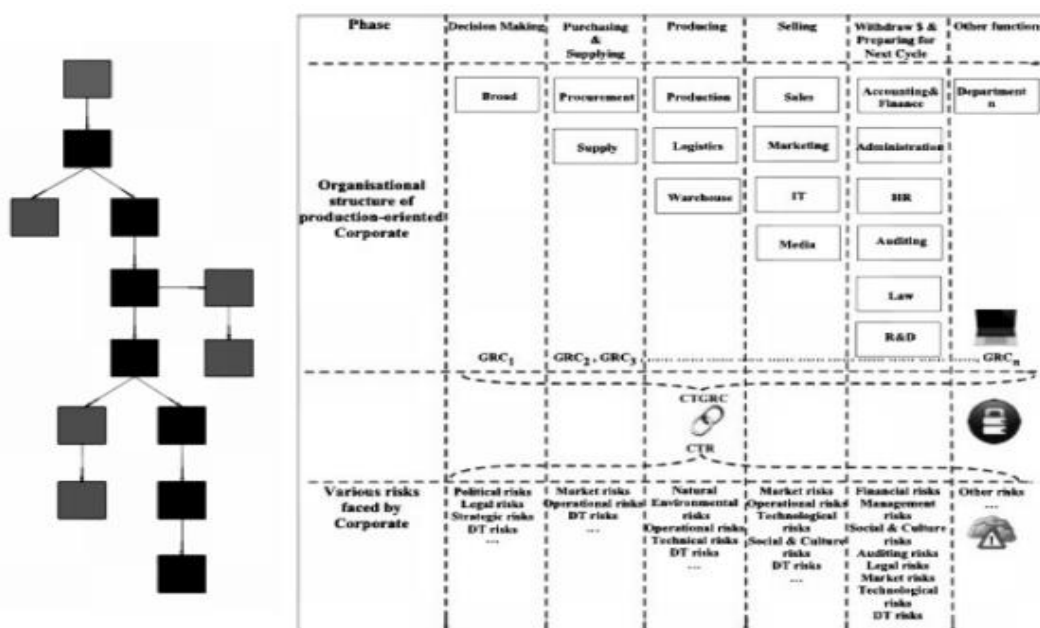 Phase
Decision Making
Purchasing
&
Supplying
Producing
Selling
Withdraw $ &
Preparing for
Next Cycle
Other function
Organisational
structure of
production-oriented
Corporate
Broad
Procurement
Supply
Production
Logistics
Warehouse
Sales
Marketing
IT
Media
Accounting&
Finance
Administration
HR
Auditing
Law
R&D
Department
n
GRC1
GRC2 , GRC3
GRCn
CTGRC
CTR
Various risks
faced by
Corporate
Political risks
Legal risks
Strategic risks
DT risks
...
Market risks
Operational risks
DT risks
...
Natural
Environmental
risks
Operational risks
Technical risks
DT risks
...
Market risks
Operational risks
Technological
risks
Social & Culture
risks
DT risks
...
Financial risks
Management
risks
Social & Culture
risks
Auditing risks
Legal risks
Market risks
Technological
risks
DT risks
Other risks
...